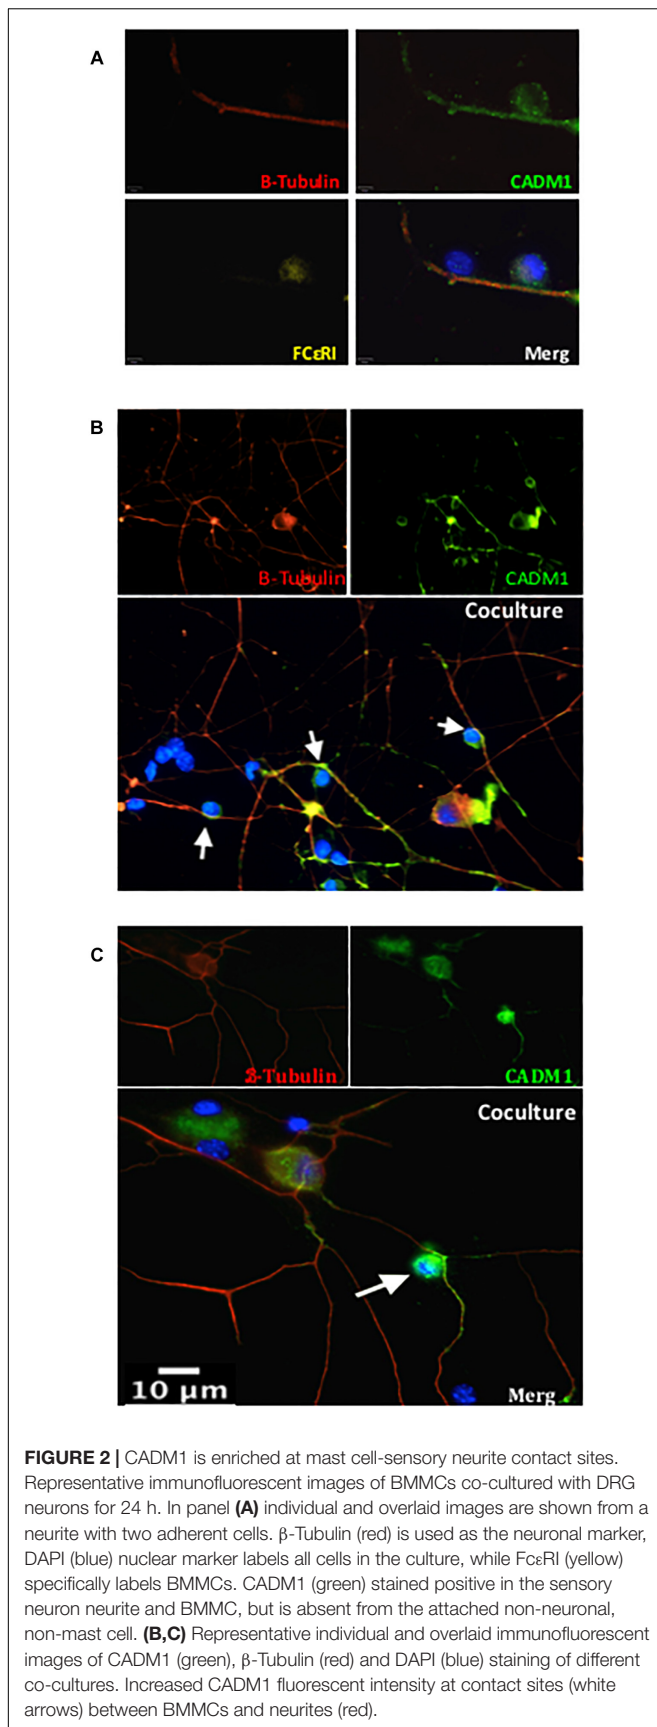 A
B-Tubulin
CADM1
FCεRI
Merg
B
B-Tubulin
CADM1
Coculture
C
-Tubulin
CADM1
Coculture
10 µm
Merg
FIGURE 2 | CADM1 is enriched at mast cell-sensory neurite contact sites.
Representative immunofluorescent images of BMMCs co-cultured with DRG
neurons for 24 h. In panel (A) individual and overlaid images are shown from a
neurite with two adherent cells. β-Tubulin (red) is used as the neuronal marker,
DAPI (blue) nuclear marker labels all cells in the culture, while FcεRI (yellow)
specifically labels BMMCs. CADM1 (green) stained positive in the sensory
neuron neurite and BMMC, but is absent from the attached non-neuronal,
non-mast cell. (B,C) Representative individual and overlaid immunofluorescent
images of CADM1 (green), β-Tubulin (red) and DAPI (blue) staining of different
co-cultures. Increased CADM1 fluorescent intensity at contact sites (white
arrows) between BMMCs and neurites (red).